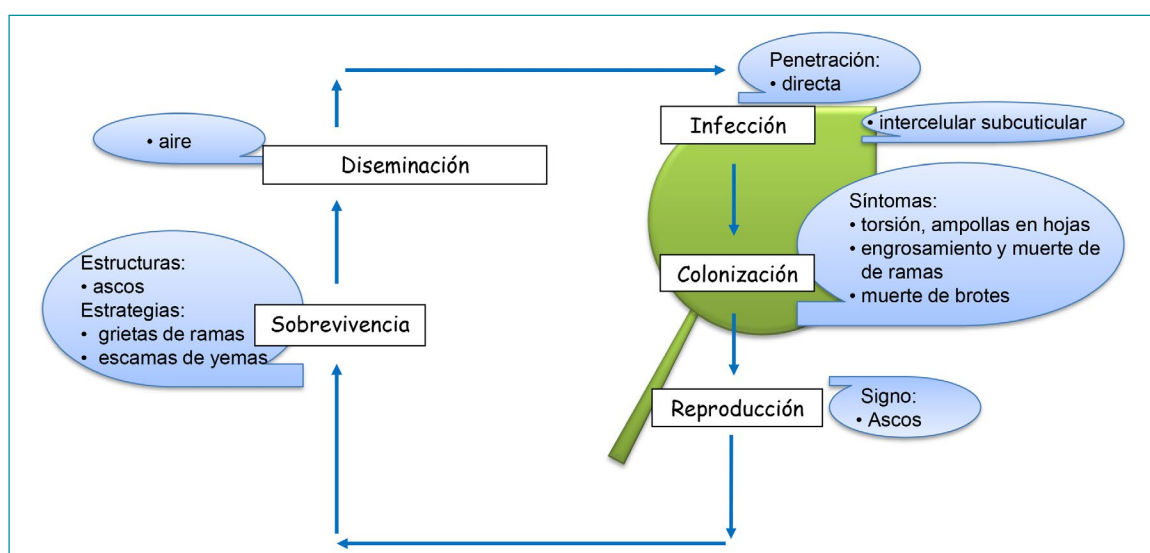 Penetración:
• directa
Infección
• intercelular subcuticular
• aire
Diseminación
Síntomas:
• torsión, ampollas en hojas
• engrosamiento y muerte de
de ramas
• muerte de brotes
Colonización
Estructuras:
• ascos
Estrategias:
• grietas de ramas
• escamas de yemas
Sobrevivencia
Reproducción
Signo:
• Ascos